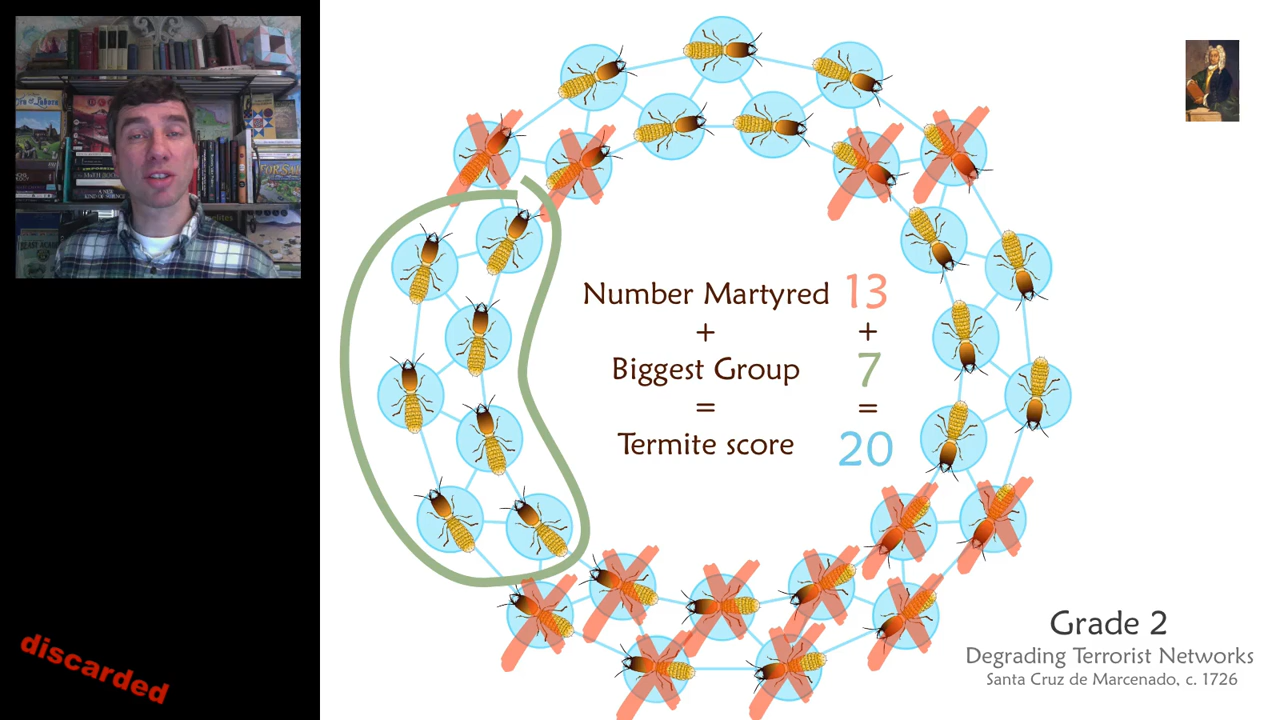 Number Martyred 13
+ +
Biggest Group 7
= =
Termite score 20
Grade 2
Degrading Terrorist Networks
Santa Cruz de Marcenado, c. 1726
discarded